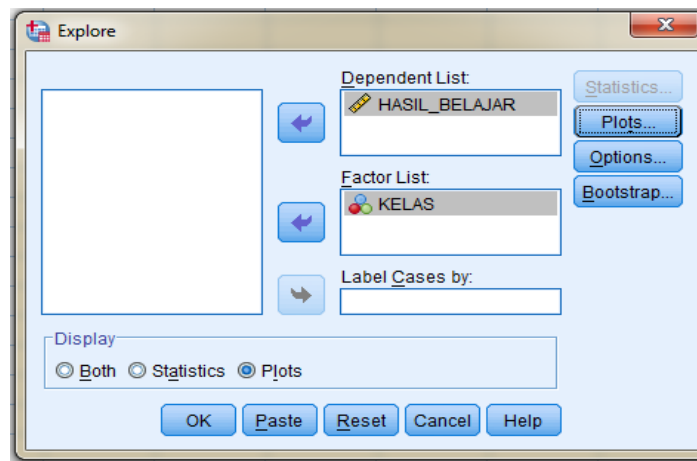 Explore
Dependent List:
HASIL_BELAJAR
Factor List:
KELAS
Label Cases by:
Statistics...
Plots...
Options...
Bootstrap...
Display
Both Statistics Plots
OK Paste Reset Cancel Help